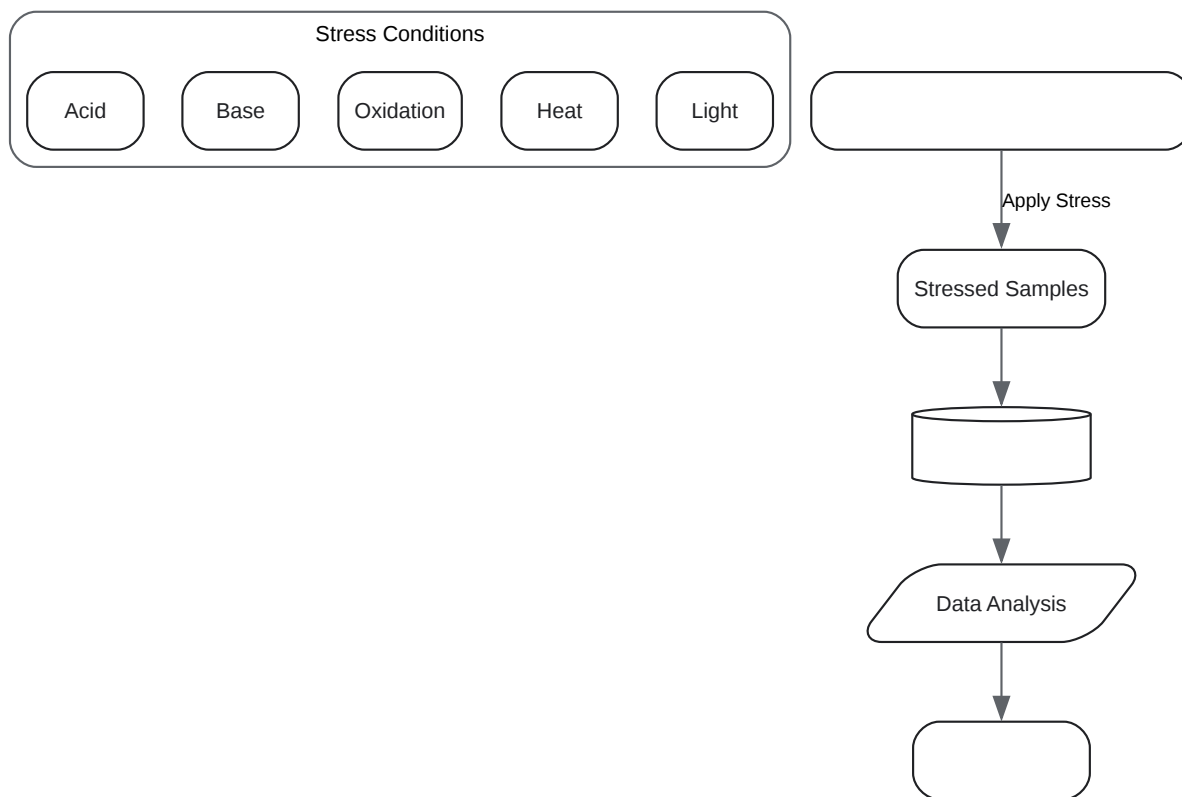 Stress Conditions
Acid
Base
Oxidation
Heat
Light
Apply Stress
Stressed Samples
Data Analysis